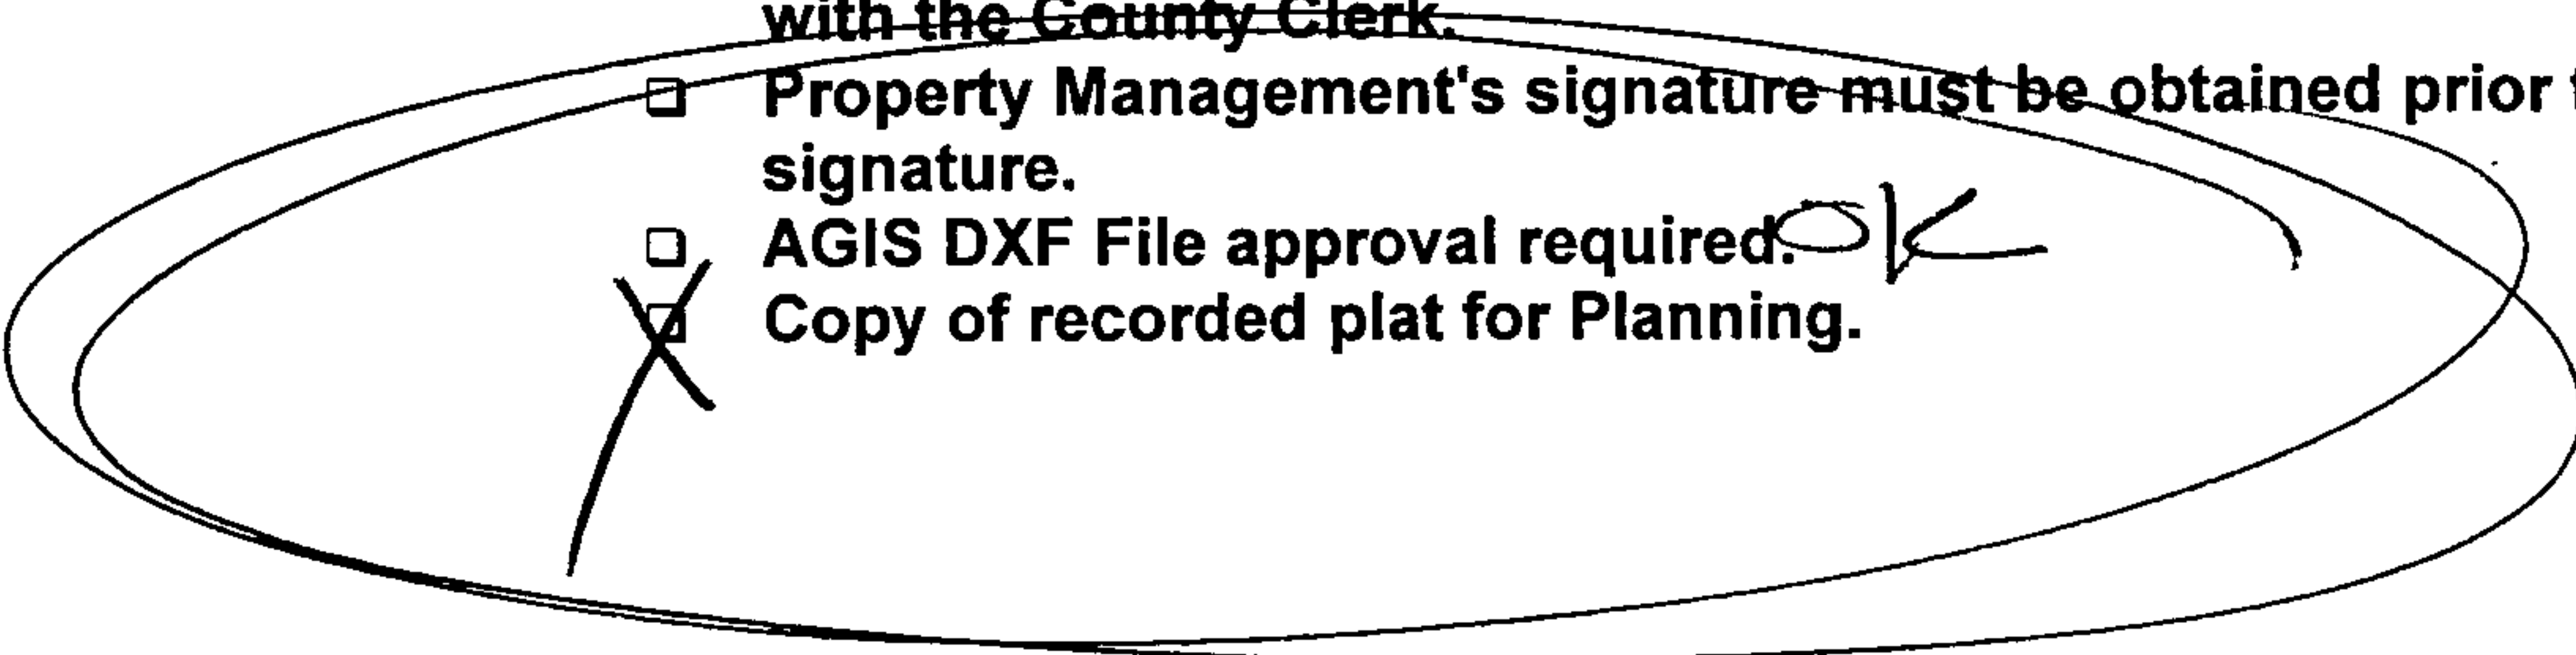 with the County Clerk.
☐ Property Management's signature must be obtained prior
signature.
☐ AGIS DXF File approval required. OK
☐ Copy of recorded plat for Planning.